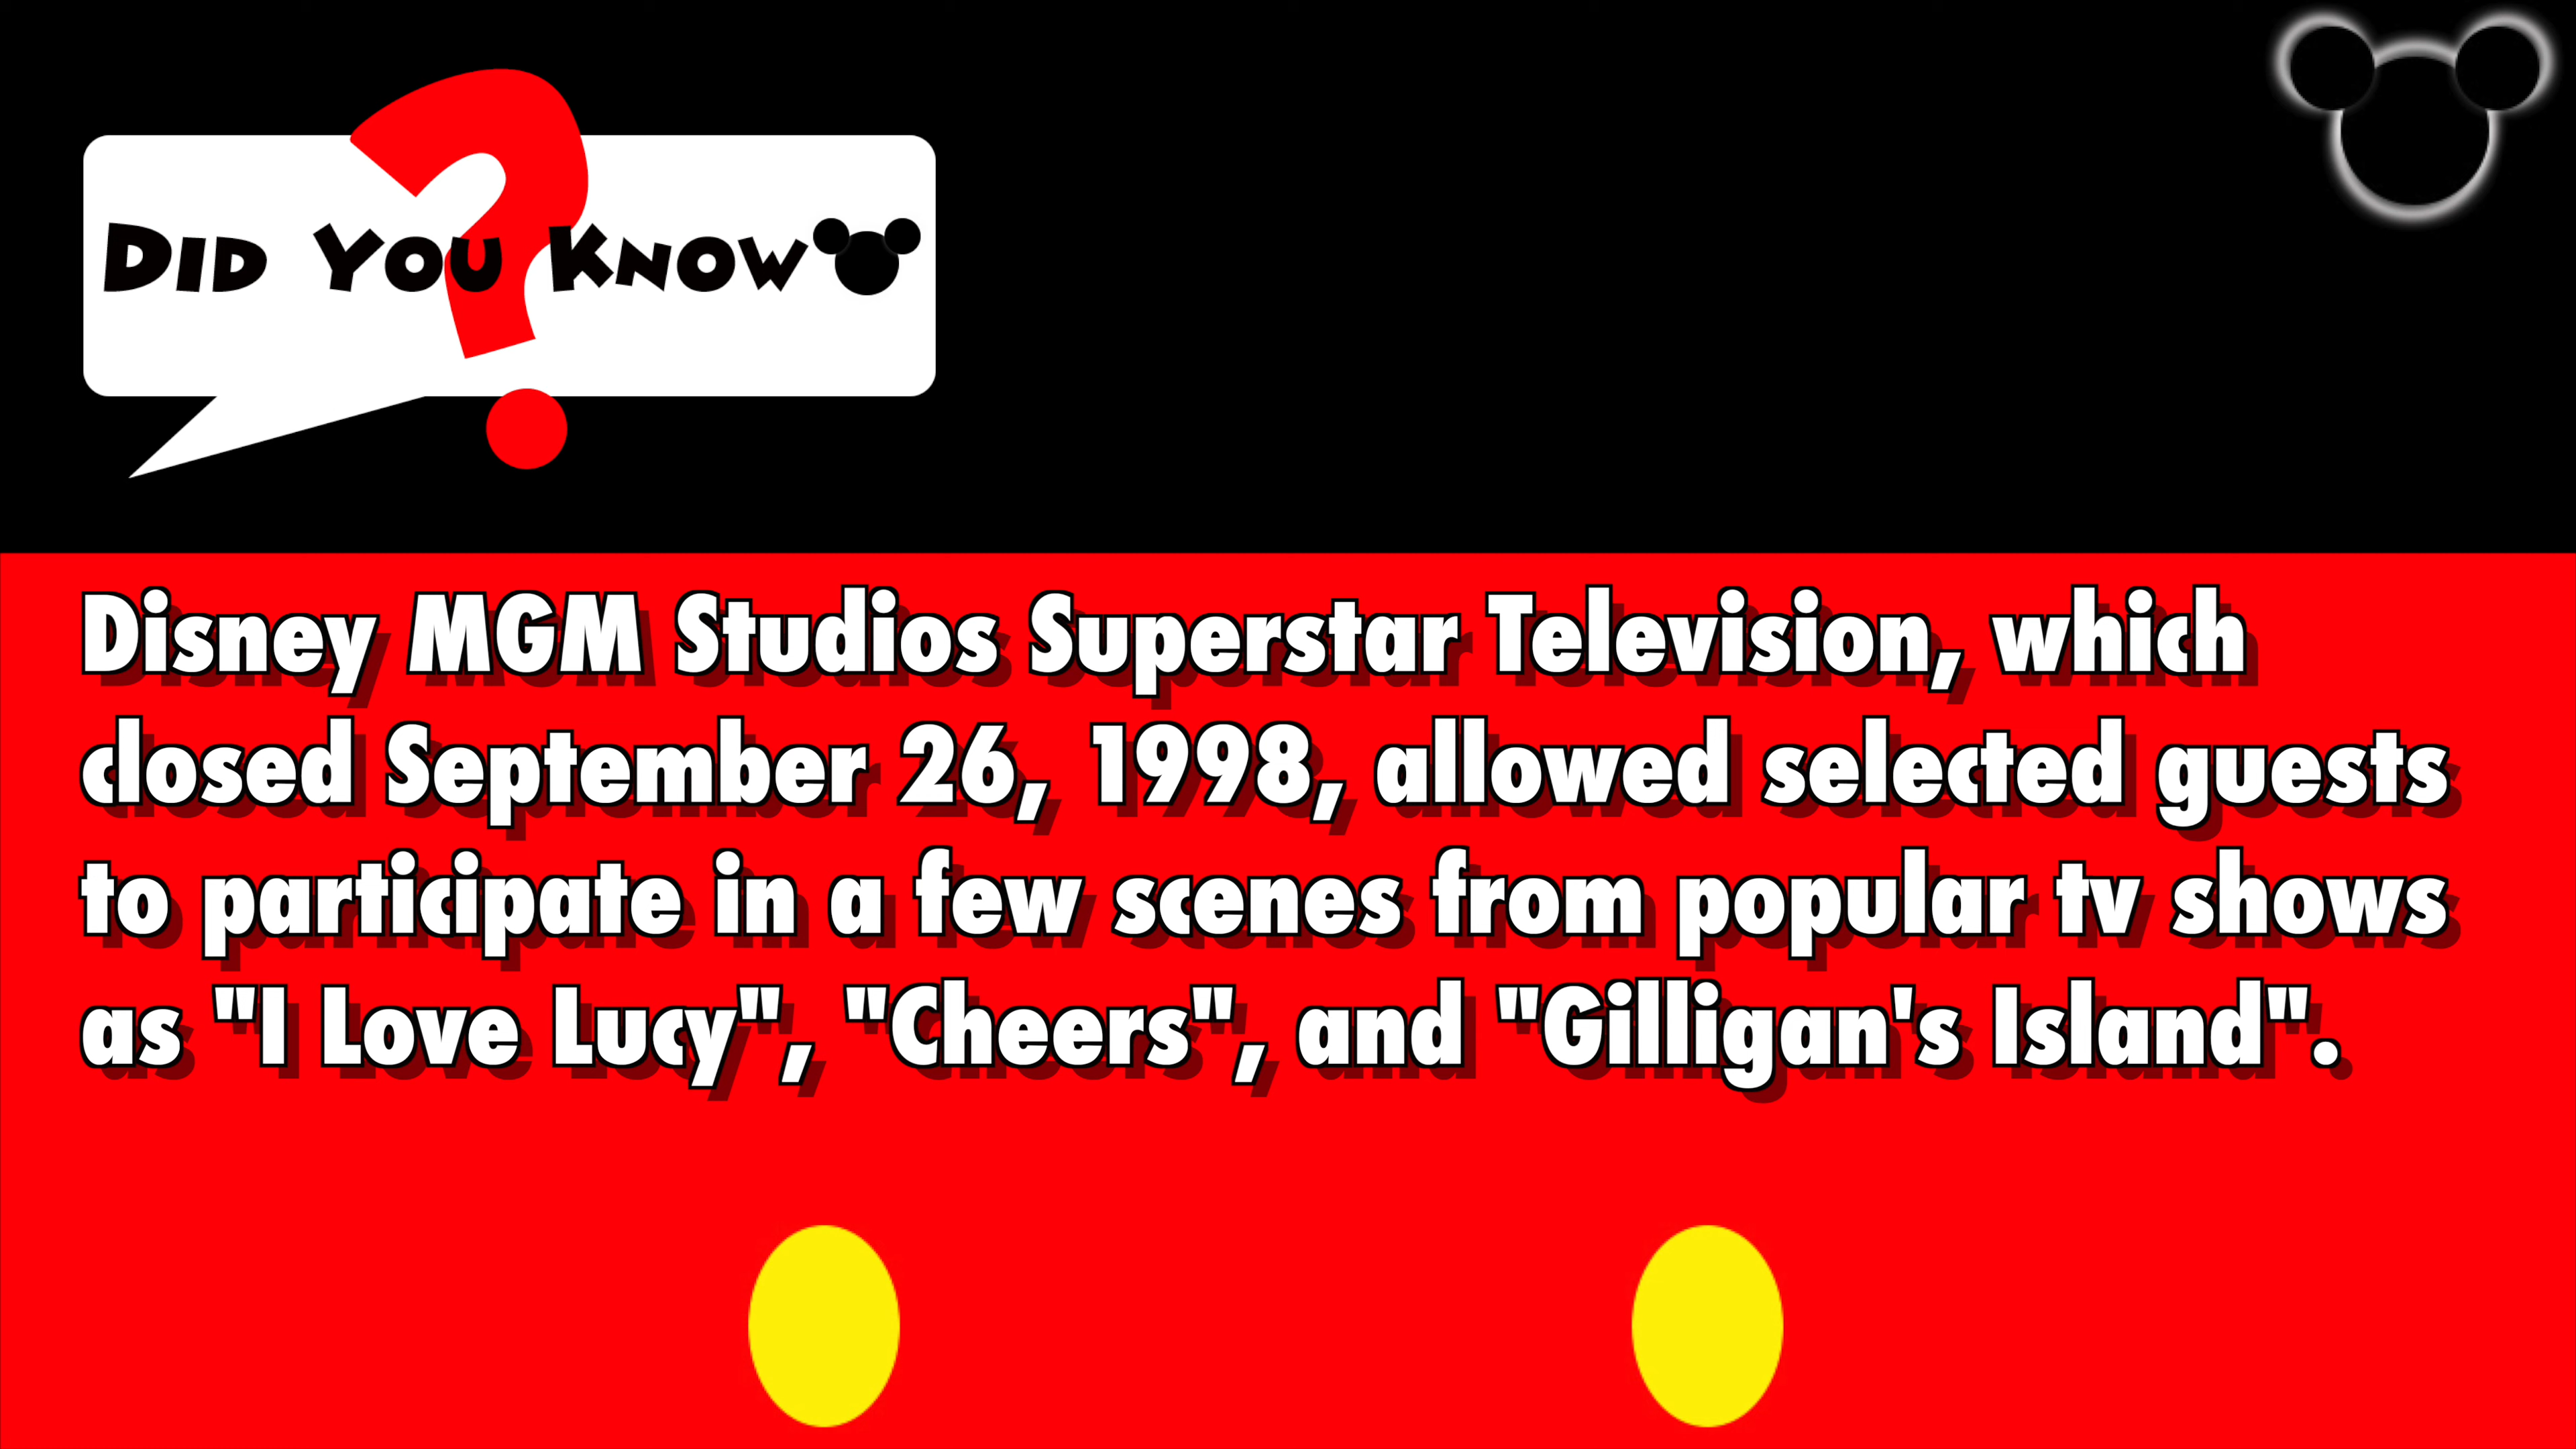 Did You Know
Disney MGM Studios Superstar Television, which
closed September 26, 1998, allowed selected guests
to participate in a few scenes from popular tv shows
as "I Love Lucy", "Cheers", and "Gilligan's Island".